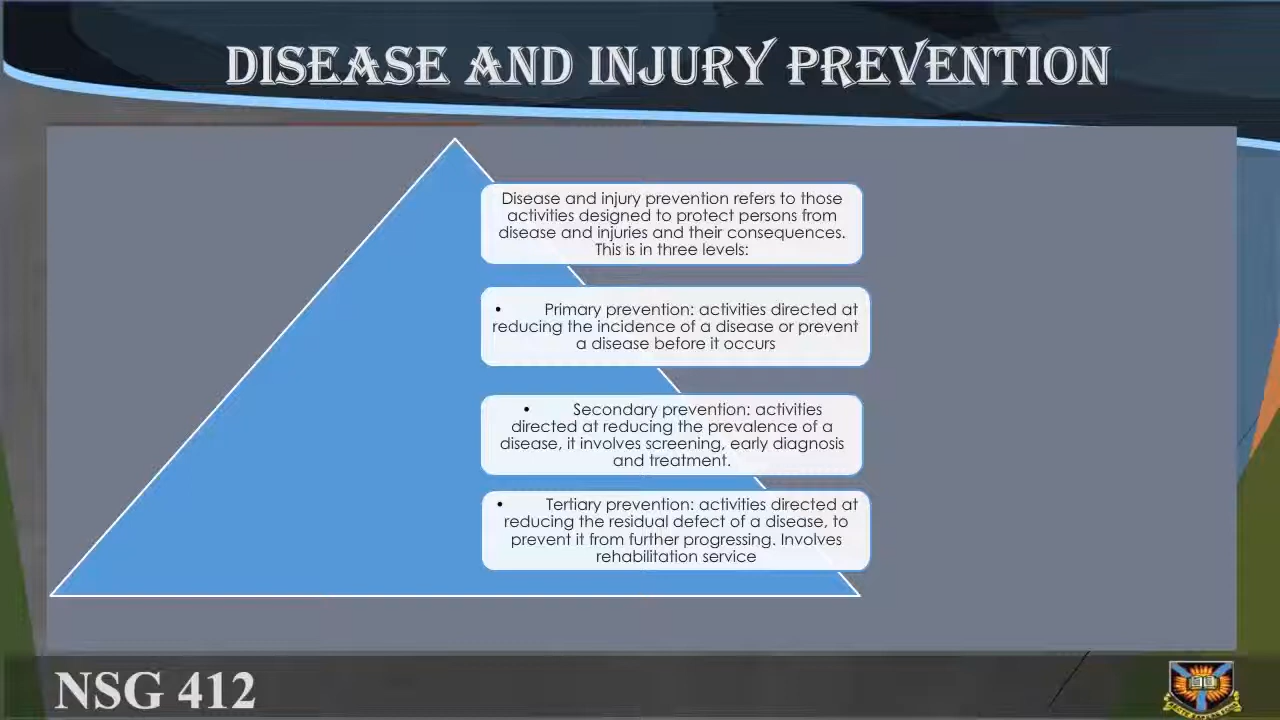 DISEASE AND INJURY PREVENTION
Disease and injury prevention refers to those
activities designed to protect persons from
disease and injuries and their consequences.
This is in three levels:
• Primary prevention: activities directed at
reducing the incidence of a disease or prevent
a disease before it occurs
• Secondary prevention: activities
directed at reducing the prevalence of a
disease, it involves screening, early diagnosis
and treatment.
• Tertiary prevention: activities directed at
reducing the residual defect of a disease, to
prevent it from further progressing. Involves
rehabilitation service
NSG 412